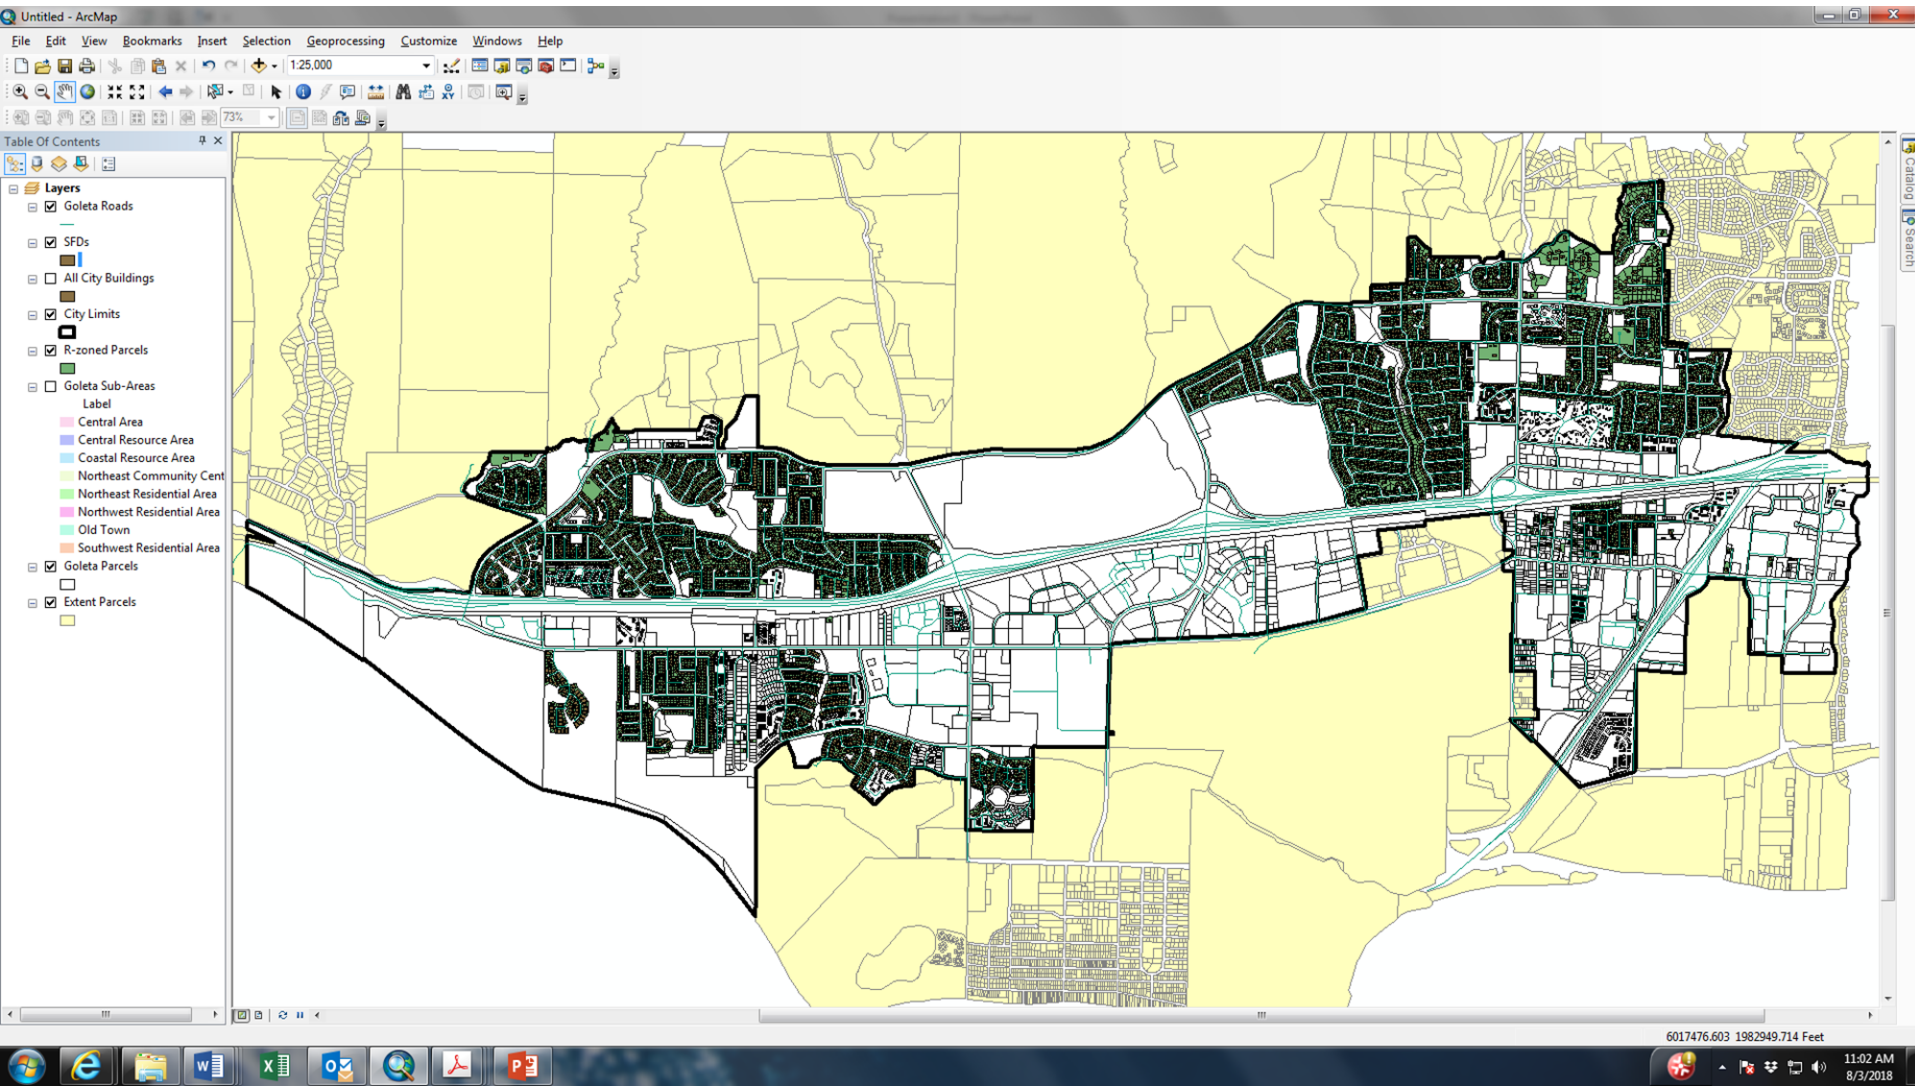 Untitled - ArcMap
File Edit View Bookmarks Insert Selection Geoprocessing Customize Windows Help
1:25,000
73%
Table Of Contents
Layers
Goleta Roads
SFDs
All City Buildings
City Limits
R-zoned Parcels
Goleta Sub-Areas
Label
Central Area
Central Resource Area
Coastal Resource Area
Northeast Community Cent
Northeast Residential Area
Northwest Residential Area
Old Town
Southwest Residential Area
Goleta Parcels
Extent Parcels
Catalog
Search
6017476.603 1982949.714 Feet
11:02 AM
8/3/2018